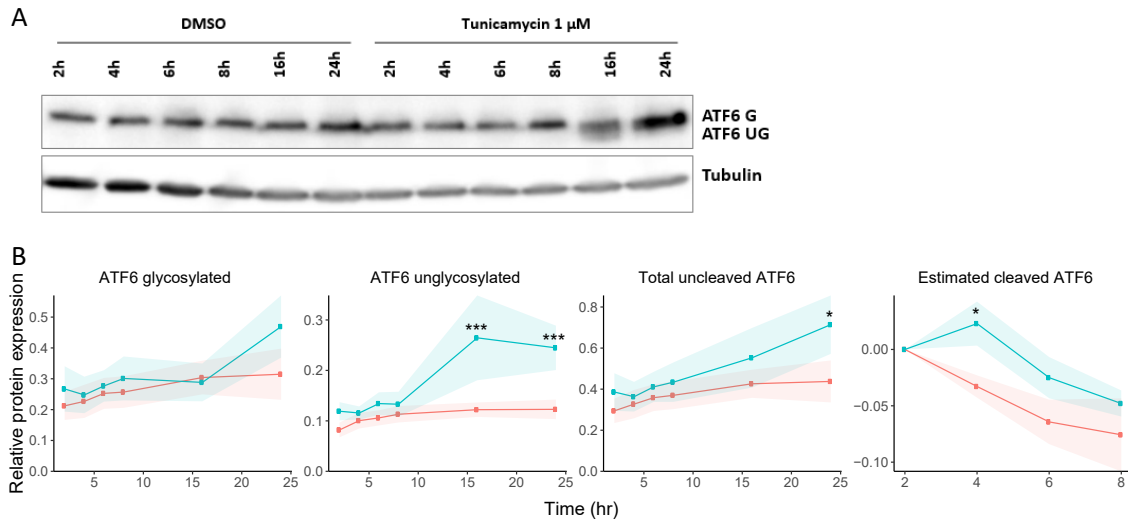 A
DMSO
Tunicamycin 1 µM
2h 4h 6h 8h 16h 24h 2h 4h 6h 8h 16h 24h
ATF6 G
ATF6 UG
Tubulin
B
Relative protein expression
ATF6 glycosylated
0.5
0.4
0.3
0.2
0.1
0.0
5 10 15 20 25
ATF6 unglycosylated
0.3
0.2
0.1
0.0
*** ***
5 10 15 20 25
Total uncleaved ATF6
0.8
0.6
0.4
0.2
0.0
*
5 10 15 20 25
Estimated cleaved ATF6
0.00
−0.05
−0.10
*
2 4 6 8
Time (hr)